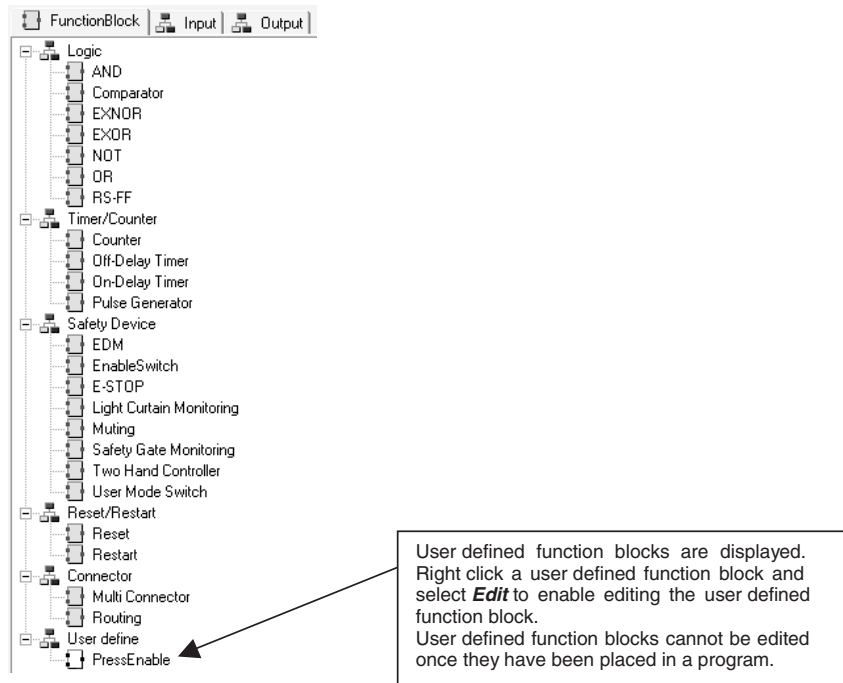 FunctionBlock Input Output
Logic
AND
Comparator
EXNOR
EXOR
NOT
OR
RS-FF
Timer/Counter
Counter
Off-Delay Timer
On-Delay Timer
Pulse Generator
Safety Device
EDM
EnableSwitch
E-STOP
Light Curtain Monitoring
Muting
Safety Gate Monitoring
Two Hand Controller
User Mode Switch
Reset/Restart
Reset
Restart
Connector
Multi Connector
Routing
User define
PressEnable
User defined function blocks are displayed.
Right click a user defined function block and
select Edit to enable editing the user defined
function block.
User defined function blocks cannot be edited
once they have been placed in a program.